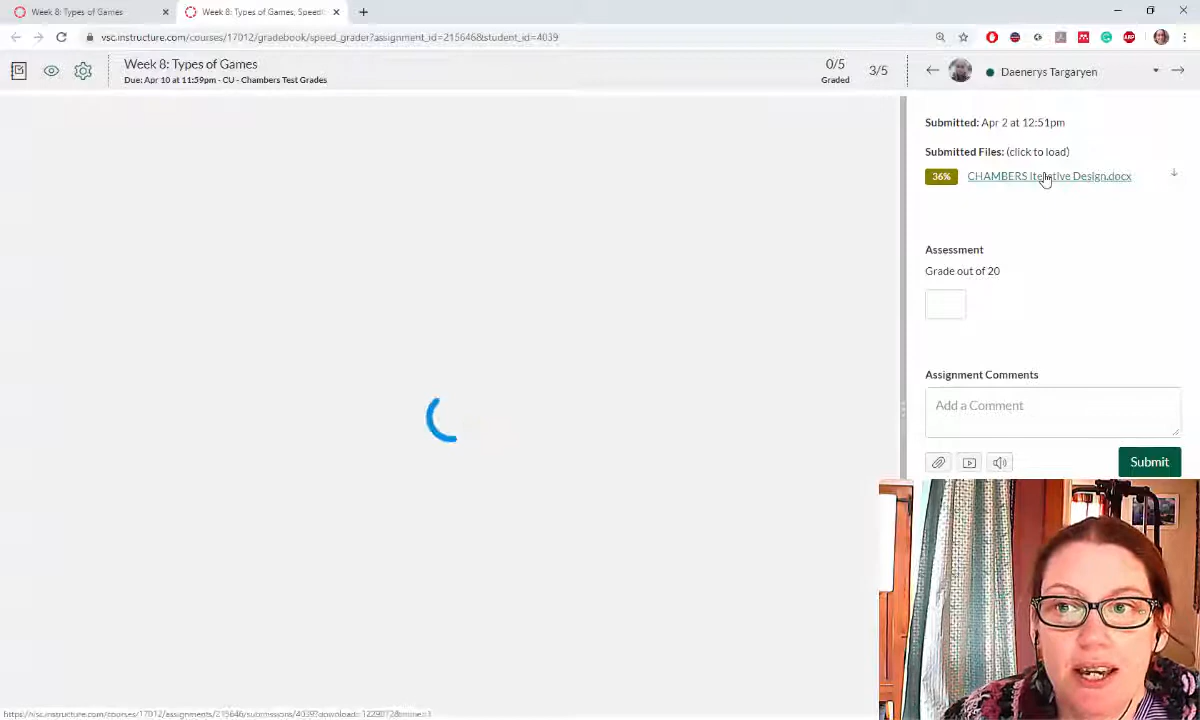 Week 8: Types of Games
Week 8: Types of Games, Speed
vsc.instructure.com/courses/17012/gradebook/speed_grader?assignment_id=215646&student_id=4039
Week 8: Types of Games
Due: Apr 10 at 11:59pm - CU - Chambers Test Grades
0/5
Graded
3/5
Daenerys Targaryen
Submitted: Apr 2 at 12:51pm
Submitted Files: (click to load)
36%
CHAMBERS Iterative Design.docx
Assessment
Grade out of 20
Assignment Comments
Add a Comment
Submit